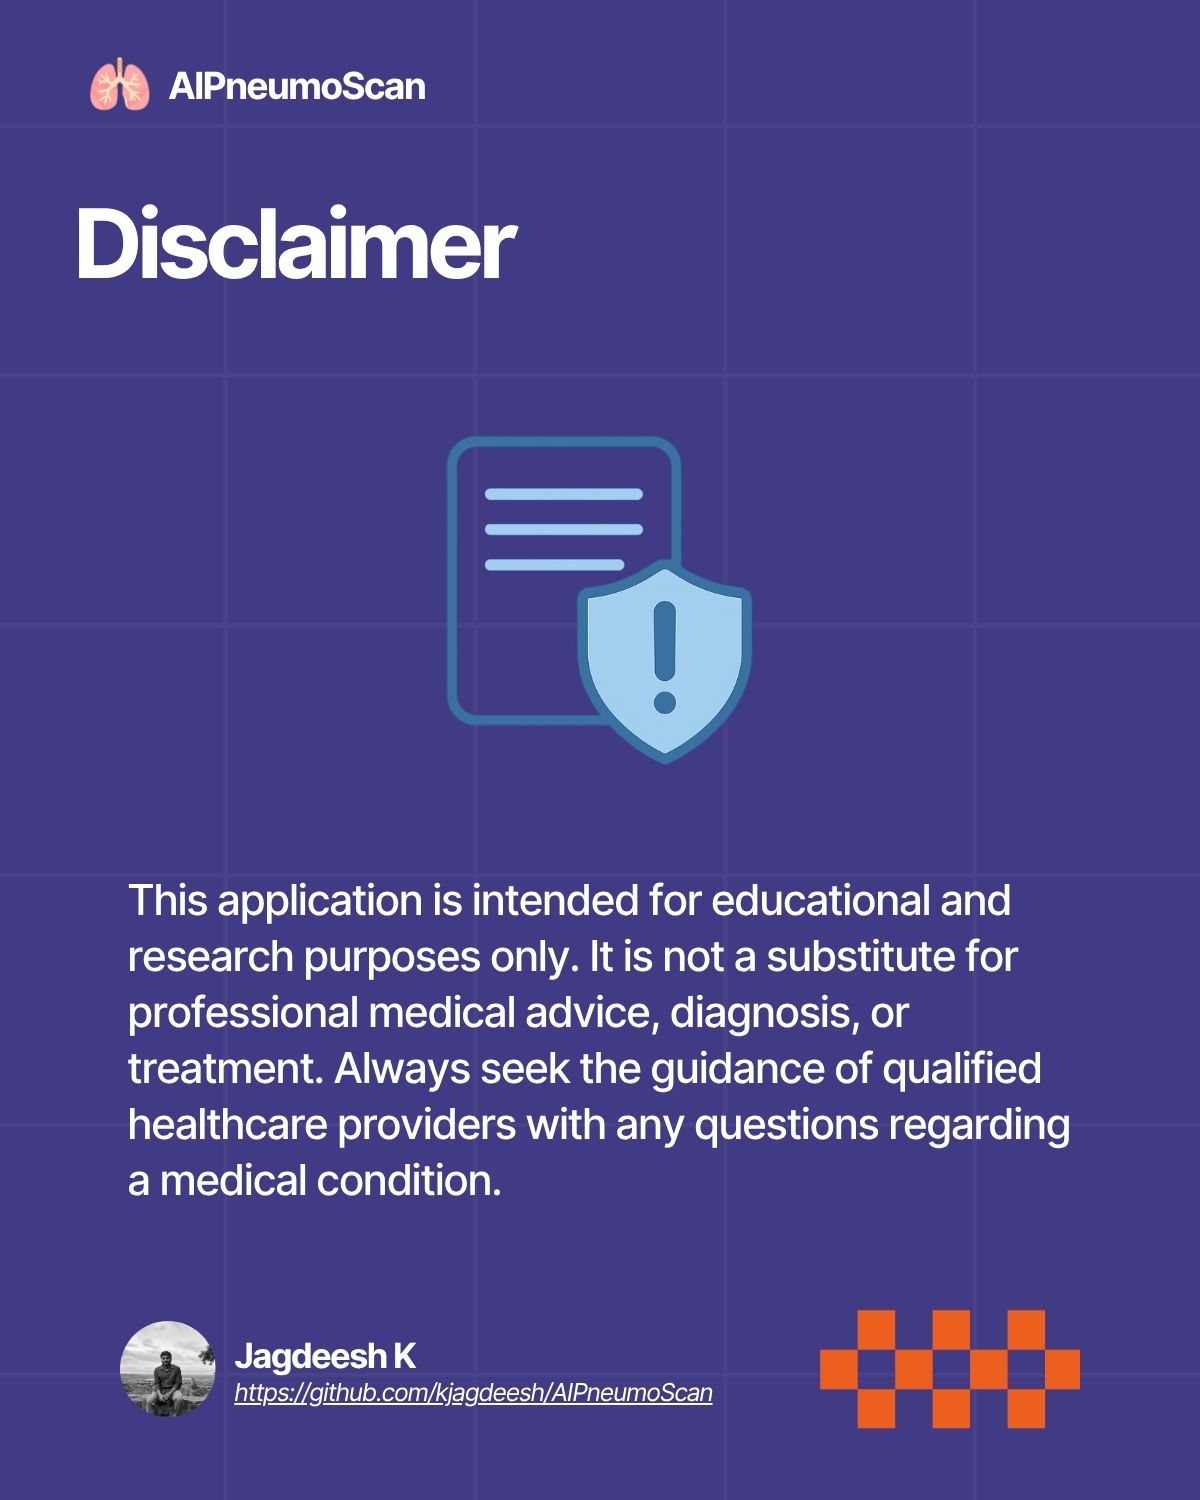 AIPneumoScan
Disclaimer
This application is intended for educational and
research purposes only. It is not a substitute for
professional medical advice, diagnosis, or
treatment. Always seek the guidance of qualified
healthcare providers with any questions regarding
a medical condition.
Jagdeesh K
https://github.com/kjagdeesh/AIPneumoScan